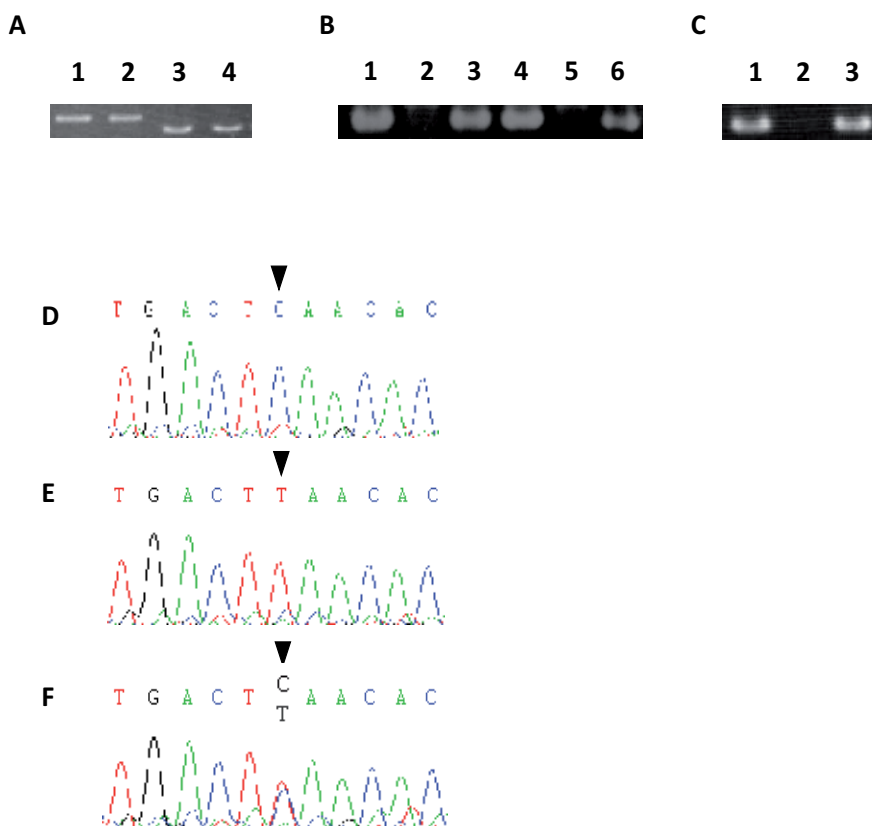 A B C
1 2 3 4 1 2 3 4 5 6 1 2 3
D T G A C T C A A C A C
E T G A C T T A A C A C
C
F T G A C T A A C A C
T